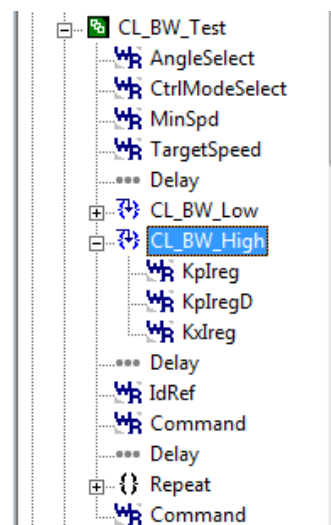 CL_BW_Test
AngleSelect
CtrlModeSelect
MinSpd
TargetSpeed
Delay
CL_BW_Low
CL_BW_High
KpIreg
KpIregD
KxIreg
Delay
IdRef
Command
Delay
Repeat
Command